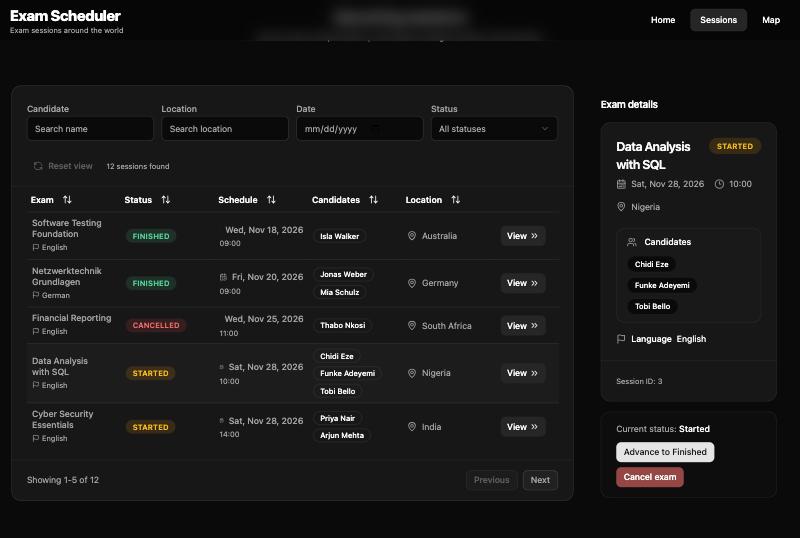 Exam Scheduler
Exam sessions around the world
Home Sessions Map
Candidate Location Date Status
Search name Search location mm/dd/yyyy All statuses
Reset view 12 sessions found
Exam Status Schedule Candidates Location
Software Testing Foundation
English
FINISHED
Wed, Nov 18, 2026
09:00
Isla Walker
Australia
View
Netzwerktechnik Grundlagen
German
FINISHED
Fri, Nov 20, 2026
09:00
Jonas Weber
Mia Schulz
Germany
View
Financial Reporting
English
CANCELLED
Wed, Nov 25, 2026
11:00
Thabo Nkosi
South Africa
View
Data Analysis with SQL
English
STARTED
Sat, Nov 28, 2026
10:00
Chidi Eze
Funke Adeyemi
Tobi Bello
Nigeria
View
Cyber Security Essentials
English
STARTED
Sat, Nov 28, 2026
14:00
Priya Nair
Arjun Mehta
India
View
Showing 1-5 of 12
Previous Next
Exam details
Data Analysis with SQL
STARTED
Sat, Nov 28, 2026 10:00
Nigeria
Candidates
Chidi Eze
Funke Adeyemi
Tobi Bello
Language English
Session ID: 3
Current status: Started
Advance to Finished
Cancel exam